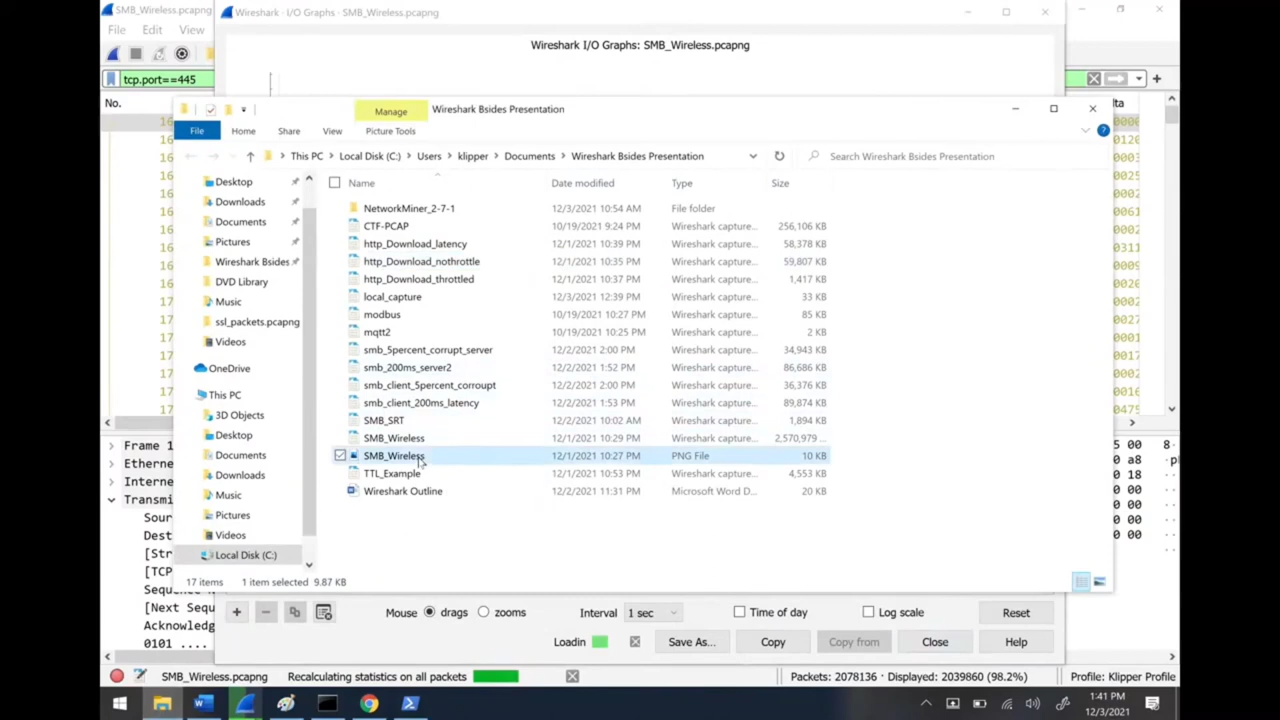 SMB_Wireless.pcapng
Wireshark · I/O Graphs · SMB_Wireless.pcapng
File Edit View
Wireshark I/O Graphs: SMB_Wireless.pcapng
tcp.port==445
No.
Manage
Wireshark Bsides Presentation
File Home Share View Picture Tools
This PC > Local Disk (C:) > Users > klipper > Documents > Wireshark Bsides Presentation
Search Wireshark Bsides Presentation
Desktop
Downloads
Documents
Pictures
Wireshark Bsides
DVD Library
Music
ssl_packets.pcapng
Videos
OneDrive
This PC
3D Objects
Desktop
Documents
Downloads
Music
Pictures
Videos
Local Disk (C:)
Name Date modified Type Size
NetworkMiner_2-7-1 12/3/2021 10:54 AM File folder
CTF-PCAP 10/19/2021 9:24 PM Wireshark capture... 256,106 KB
http_Download_latency 12/1/2021 10:39 PM Wireshark capture... 58,378 KB
http_Download_nothrottle 12/1/2021 10:35 PM Wireshark capture... 59,807 KB
http_Download_throttled 12/1/2021 10:37 PM Wireshark capture... 1,417 KB
local_capture 12/3/2021 12:39 PM Wireshark capture... 33 KB
modbus 10/19/2021 10:27 PM Wireshark capture... 85 KB
mqtt2 10/19/2021 10:25 PM Wireshark capture... 2 KB
smb_5percent_corrupt_server 12/2/2021 2:00 PM Wireshark capture... 34,943 KB
smb_200ms_server2 12/2/2021 1:52 PM Wireshark capture... 86,686 KB
smb_client_5percent_corroupt 12/2/2021 2:00 PM Wireshark capture... 36,376 KB
smb_client_200ms_latency 12/2/2021 1:53 PM Wireshark capture... 89,874 KB
SMB_SRT 12/2/2021 10:02 AM Wireshark capture... 1,894 KB
SMB_Wireless 12/1/2021 10:29 PM Wireshark capture... 2,570,979 ...
SMB_Wireless 12/1/2021 10:27 PM PNG File 10 KB
TTL_Example 12/1/2021 10:53 PM Wireshark capture... 4,553 KB
Wireshark Outline 12/2/2021 11:31 PM Microsoft Word D... 20 KB
17 items 1 item selected 9.87 KB
Frame 1
Etherne
Interne
Transmi
Sour
Dest
[Str
[TCP
Sequence
[Next Sequ
Acknowledg
0101 ....
Mouse drags zooms Interval 1 sec Time of day Log scale Reset
Loadin Save As... Copy Copy from Close Help
SMB_Wireless.pcapng Recalculating statistics on all packets Packets: 2078136 · Displayed: 2039860 (98.2%) Profile: Klipper Profile
1:41 PM
12/3/2021